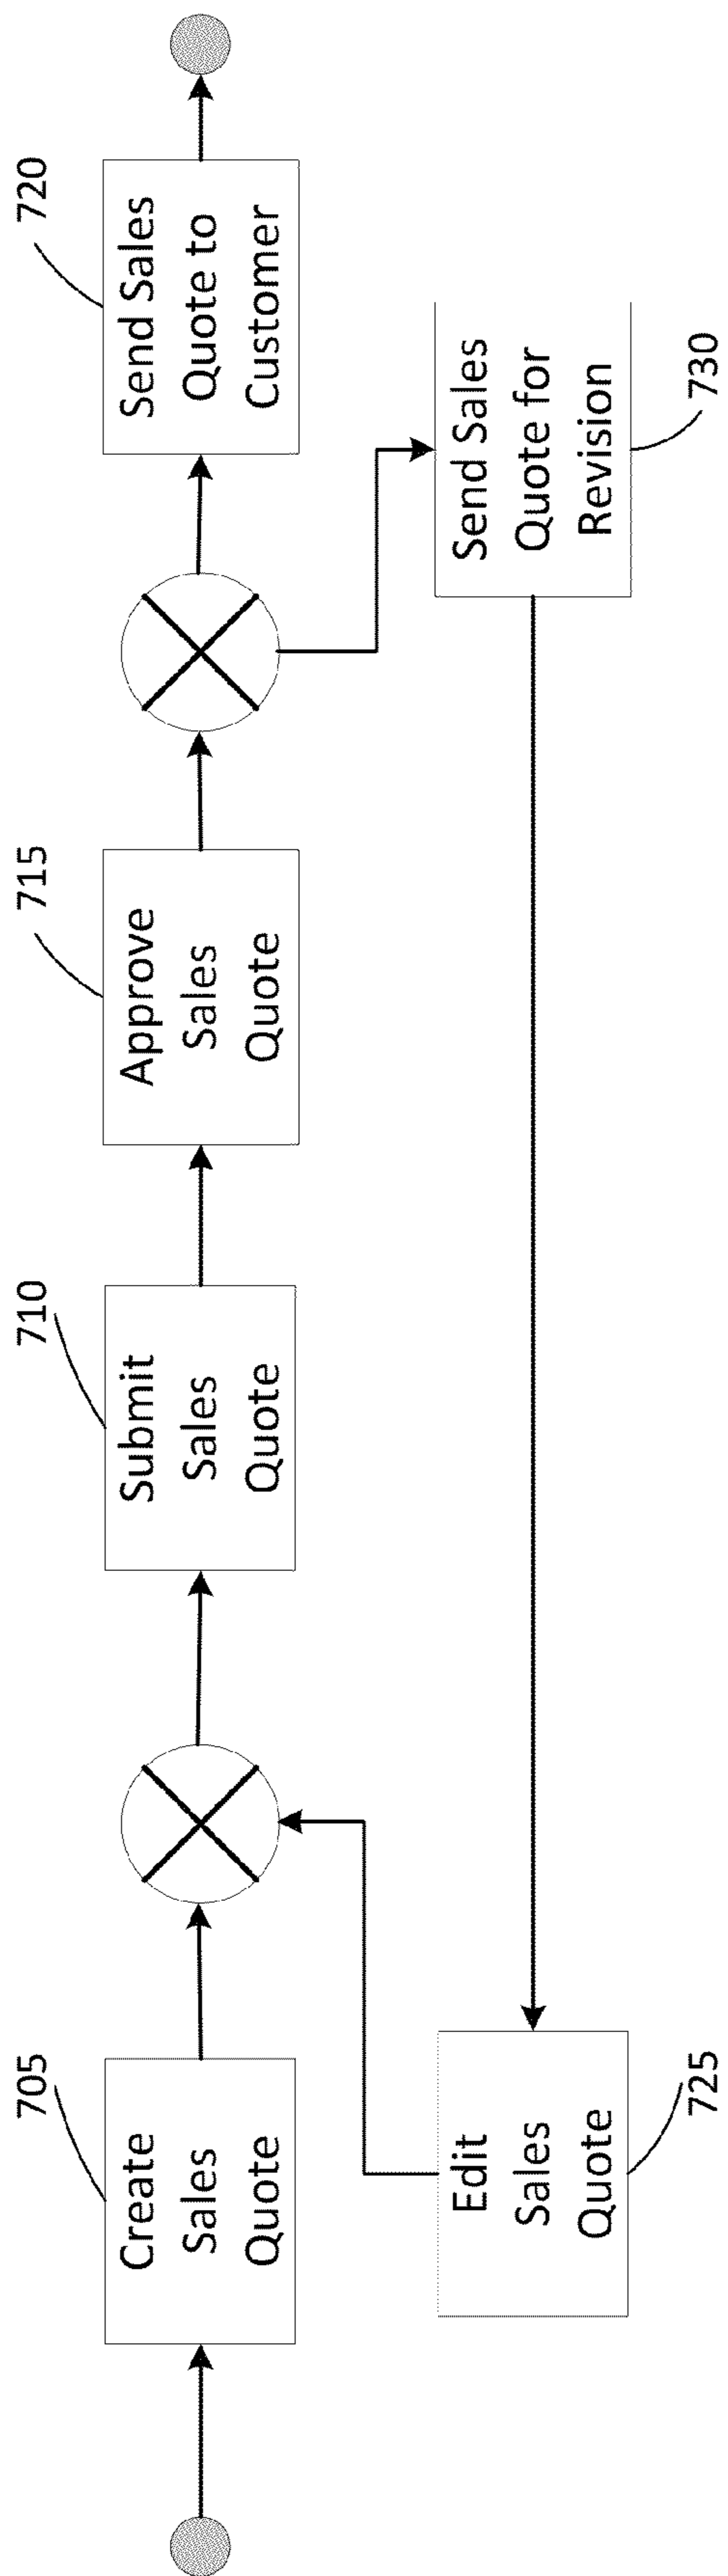 705
Create
Sales
Quote
710
Submit
Sales
Quote
715
Approve
Sales
Quote
720
Send Sales
Quote to
Customer
Edit
Sales
Quote
725
Send Sales
Quote for
Revision
730